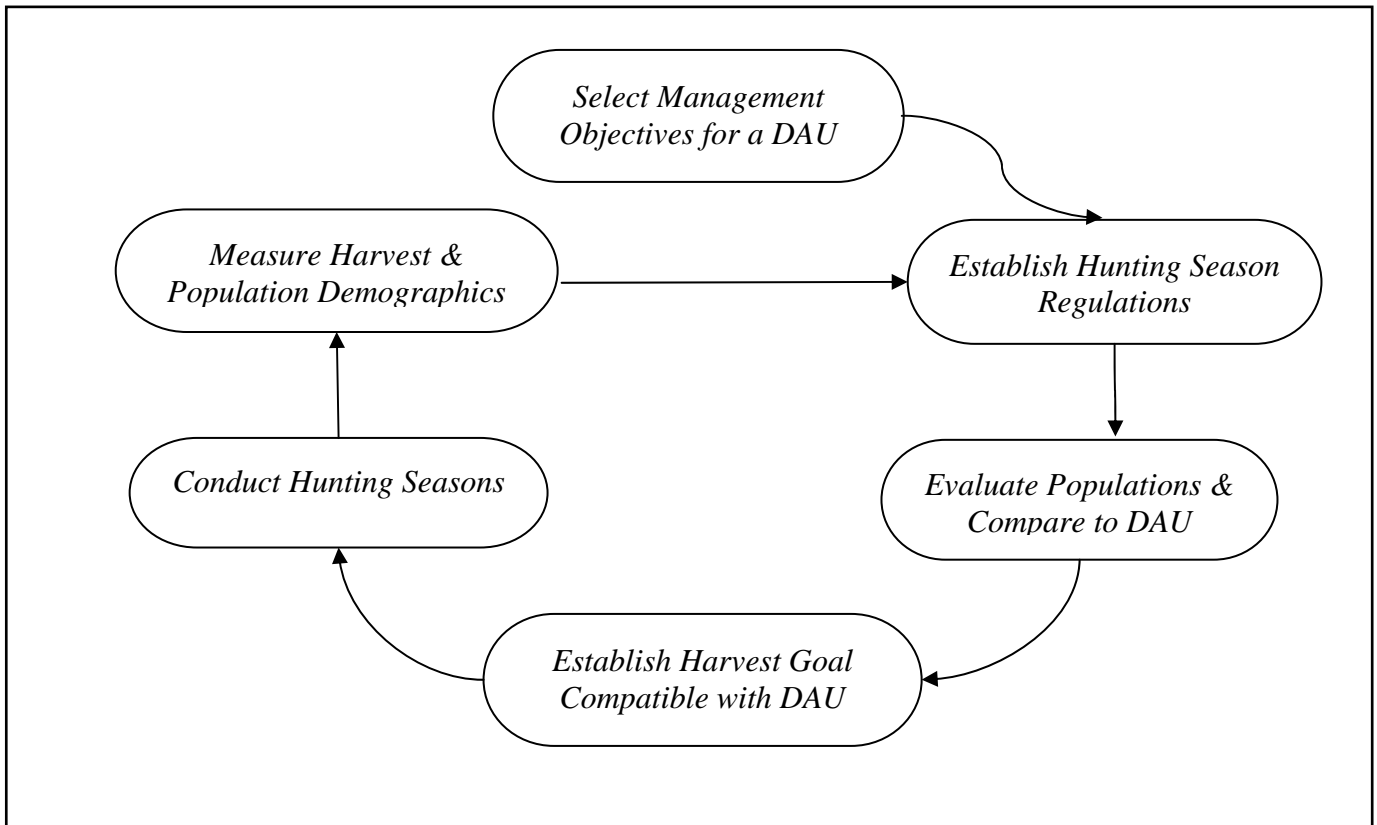 Select Management
Objectives for a DAU
Measure Harvest &
Population Demographics
Establish Hunting Season
Regulations
Conduct Hunting Seasons
Evaluate Populations &
Compare to DAU
Establish Harvest Goal
Compatible with DAU